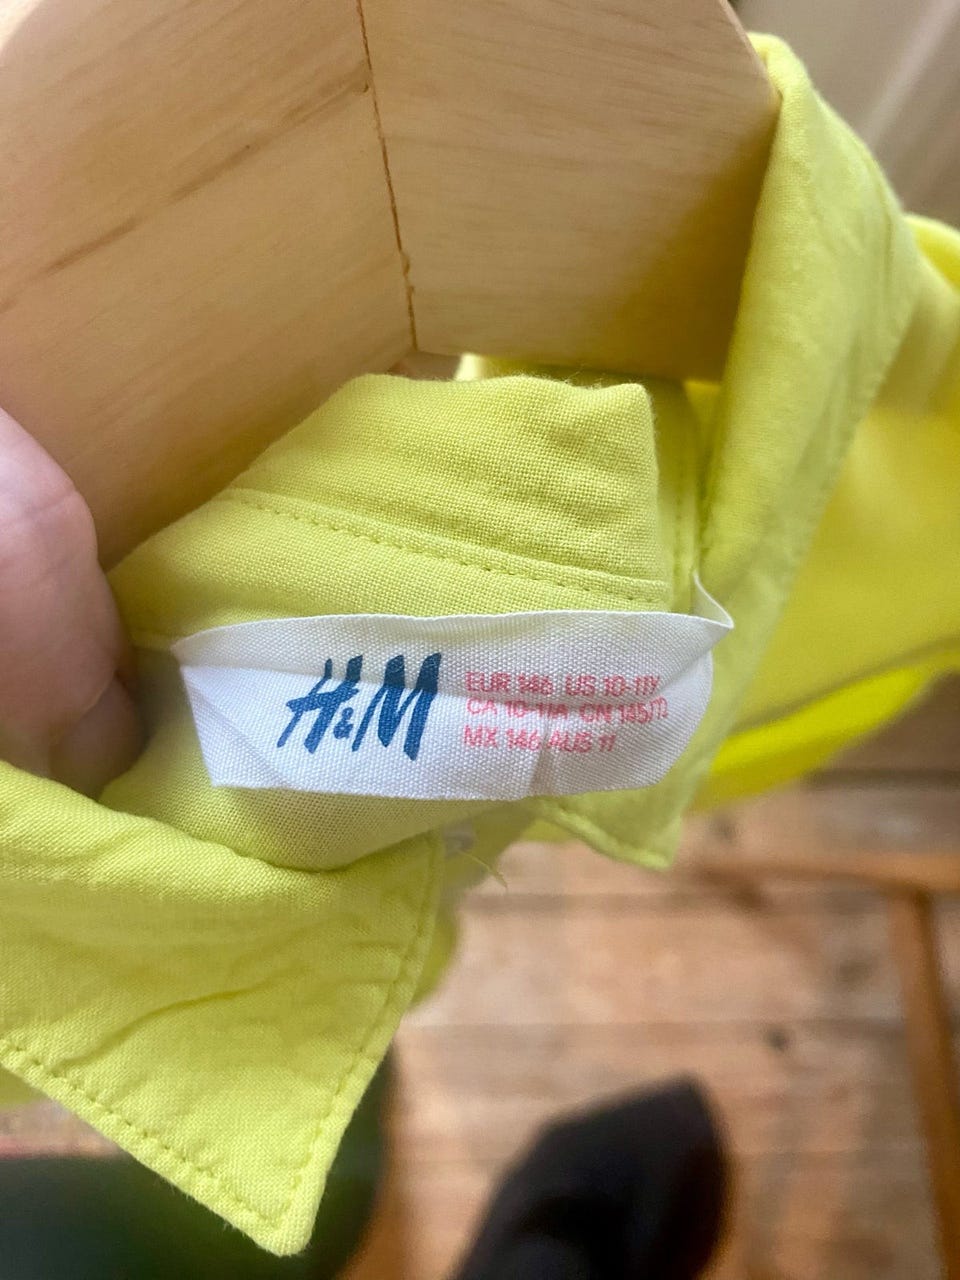 H&M
EUR 146 US 10-11Y
CA 10-11A CN 145/72
MX 146 AUS 11